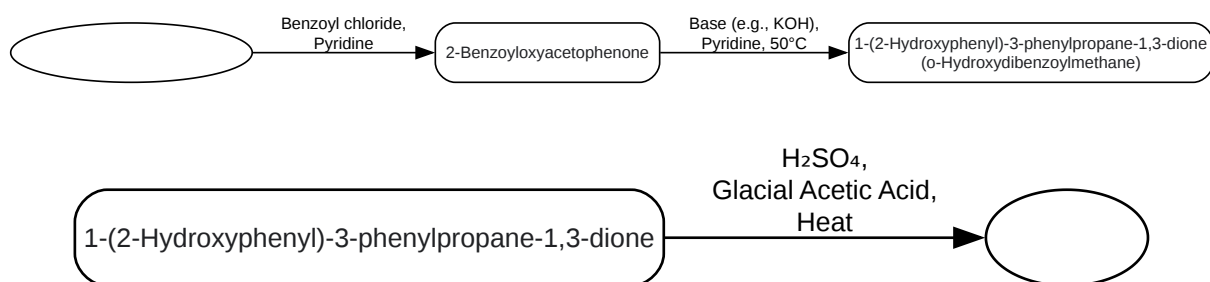 Benzoyl chloride,
Pyridine
2-Benzoyloxyacetophenone
Base (e.g., KOH),
Pyridine, 50°C
1-(2-Hydroxyphenyl)-3-phenylpropane-1,3-dione
(o-Hydroxydibenzoylmethane)
1-(2-Hydroxyphenyl)-3-phenylpropane-1,3-dione
H₂SO₄,
Glacial Acetic Acid,
Heat